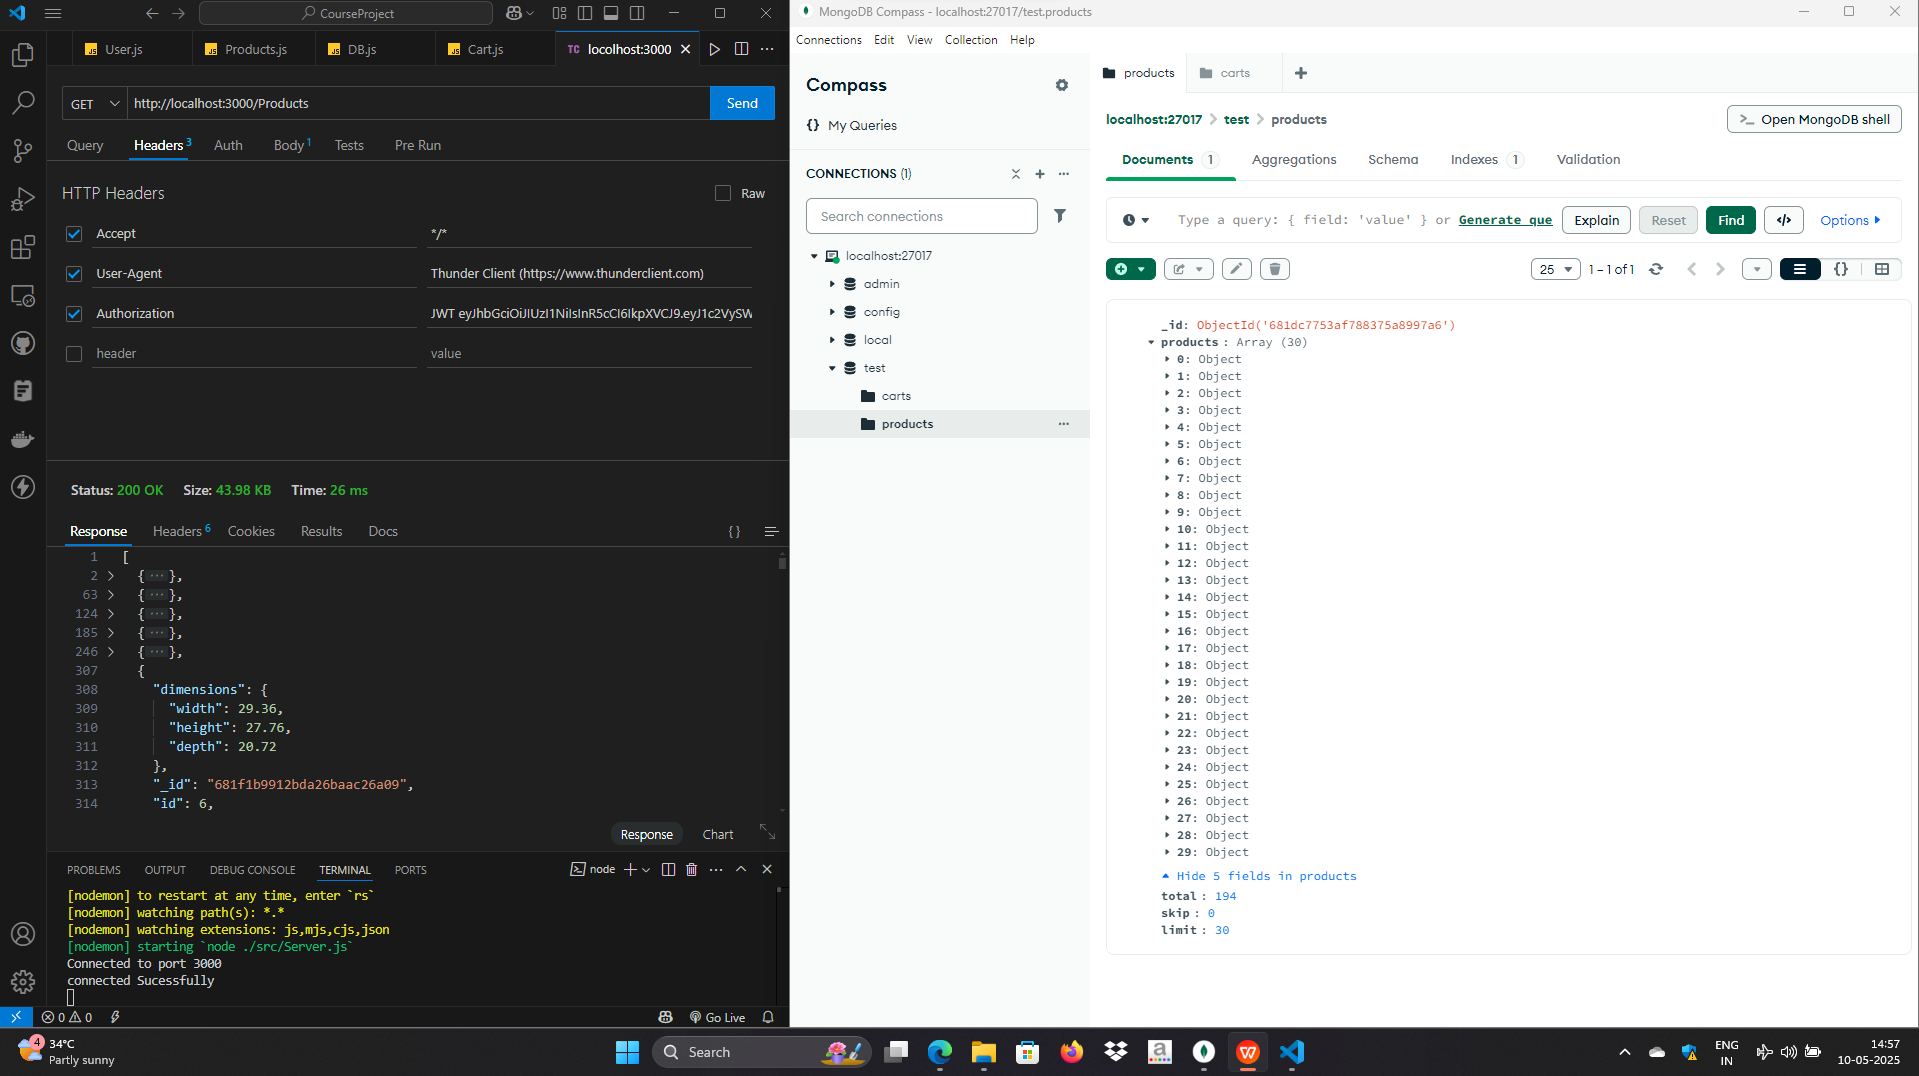 CourseProject
User.js
Products.js
DB.js
Cart.js
TC localhost:3000
GET
http://localhost:3000/Products
Send
Query
Headers 3
Auth
Body 1
Tests
Pre Run
HTTP Headers
Raw
Accept
*/*
User-Agent
Thunder Client (https://www.thunderclient.com)
Authorization
JWT eyJhbGciOiJIUzI1NiIsInR5cCI6IkpXVCJ9.eyJ1c2VySW
header
value
Status: 200 OK
Size: 43.98 KB
Time: 26 ms
Response
Headers 6
Cookies
Results
Docs
{ }
1 [
2 {···},
63 {···},
124 {···},
185 {···},
246 {···},
307 {
308 "dimensions": {
309 "width": 29.36,
310 "height": 27.76,
311 "depth": 20.72
312 },
313 "_id": "681f1b9912bda26baac26a09",
314 "id": 6,
Response
Chart
PROBLEMS
OUTPUT
DEBUG CONSOLE
TERMINAL
PORTS
node
[nodemon] to restart at any time, enter `rs`
[nodemon] watching path(s): *.*
[nodemon] watching extensions: js,mjs,cjs,json
[nodemon] starting `node ./src/Server.js`
Connected to port 3000
connected Sucessfully
0
0
Go Live
MongoDB Compass - localhost:27017/test.products
Connections
Edit
View
Collection
Help
Compass
{} My Queries
CONNECTIONS (1)
Search connections
localhost:27017
admin
config
local
test
carts
products
products
carts
localhost:27017 > test > products
>_ Open MongoDB shell
Documents 1
Aggregations
Schema
Indexes 1
Validation
Type a query: { field: 'value' } or Generate que
Explain
Reset
Find
</>
Options
25
1 – 1 of 1
{}
_id: ObjectId('681dc7753af788375a8997a6')
products : Array (30)
0: Object
1: Object
2: Object
3: Object
4: Object
5: Object
6: Object
7: Object
8: Object
9: Object
10: Object
11: Object
12: Object
13: Object
14: Object
15: Object
16: Object
17: Object
18: Object
19: Object
20: Object
21: Object
22: Object
23: Object
24: Object
25: Object
26: Object
27: Object
28: Object
29: Object
Hide 5 fields in products
total : 194
skip : 0
limit : 30
4
34°C
Partly sunny
Search
a
W
ENG
IN
14:57
10-05-2025